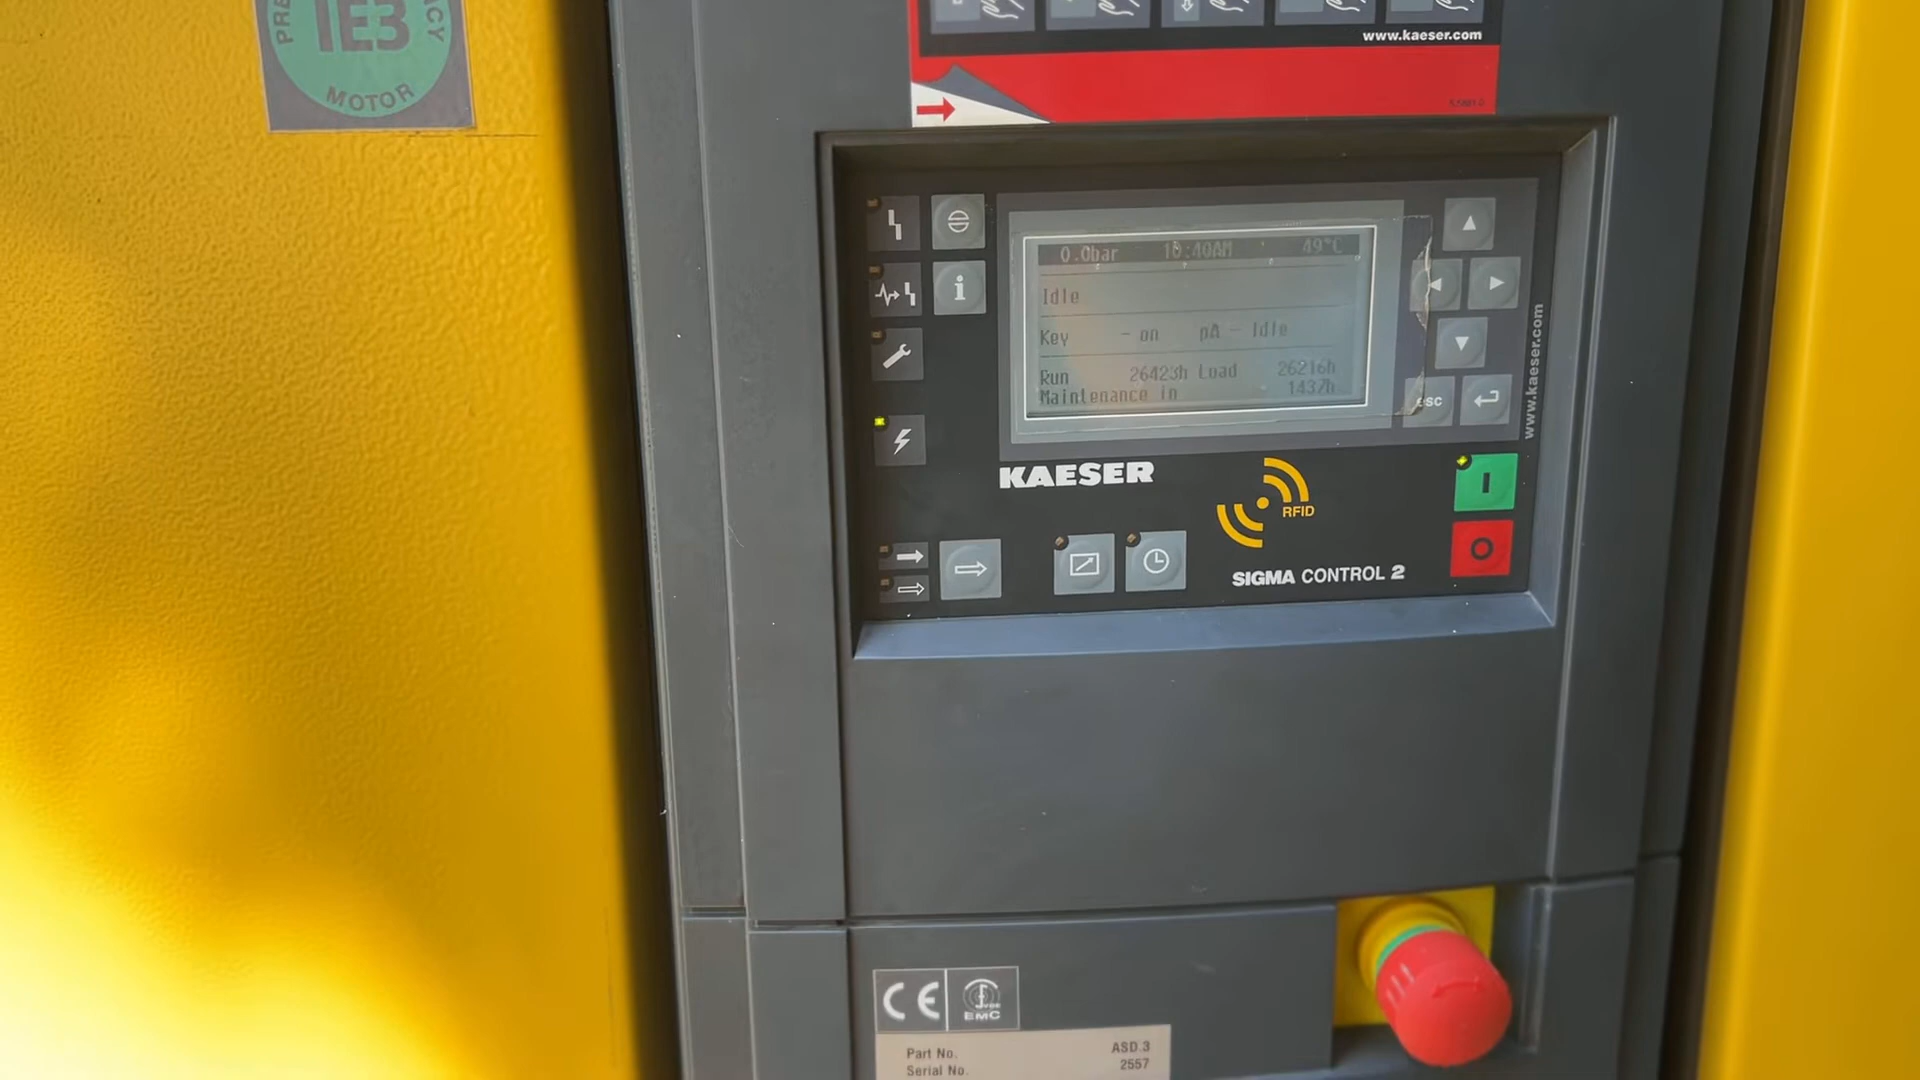 IE3
MOTOR
www.kaeser.com
0.0bar 10:40AM 49°C
Idle
Key - on pA - Idle
Run 26423h Load 26216h
Maintenance in 1437h
esc
www.kaeser.com
KAESER
RFID
I
O
SIGMA CONTROL 2
CE
EMC
Part No. ASD.3
Serial No. 2557